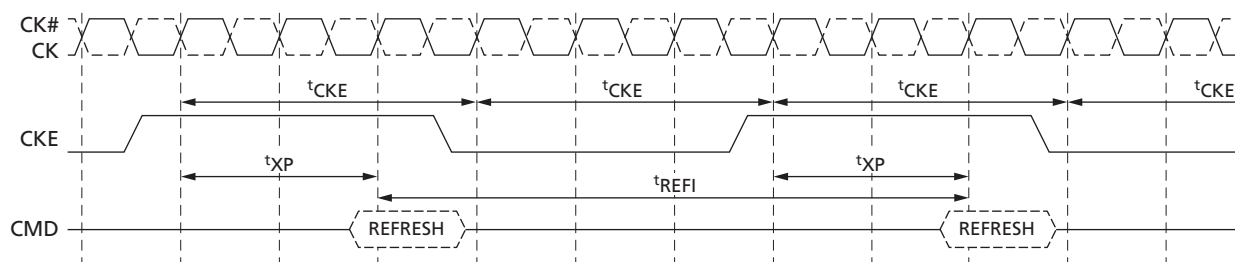 CK#
CK
tCKE tCKE tCKE tCKE
CKE
tXP tXP
tREFI
CMD REFRESH REFRESH